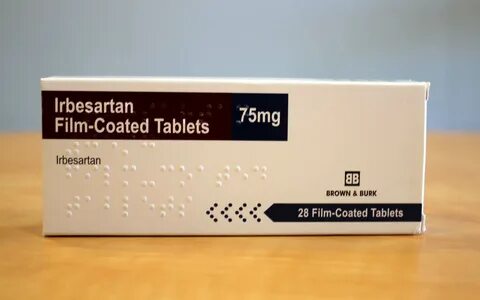 Irbesartan
Film-Coated Tablets
75mg
Irbesartan
BB
BROWN & BURK
28 Film-Coated Tablets